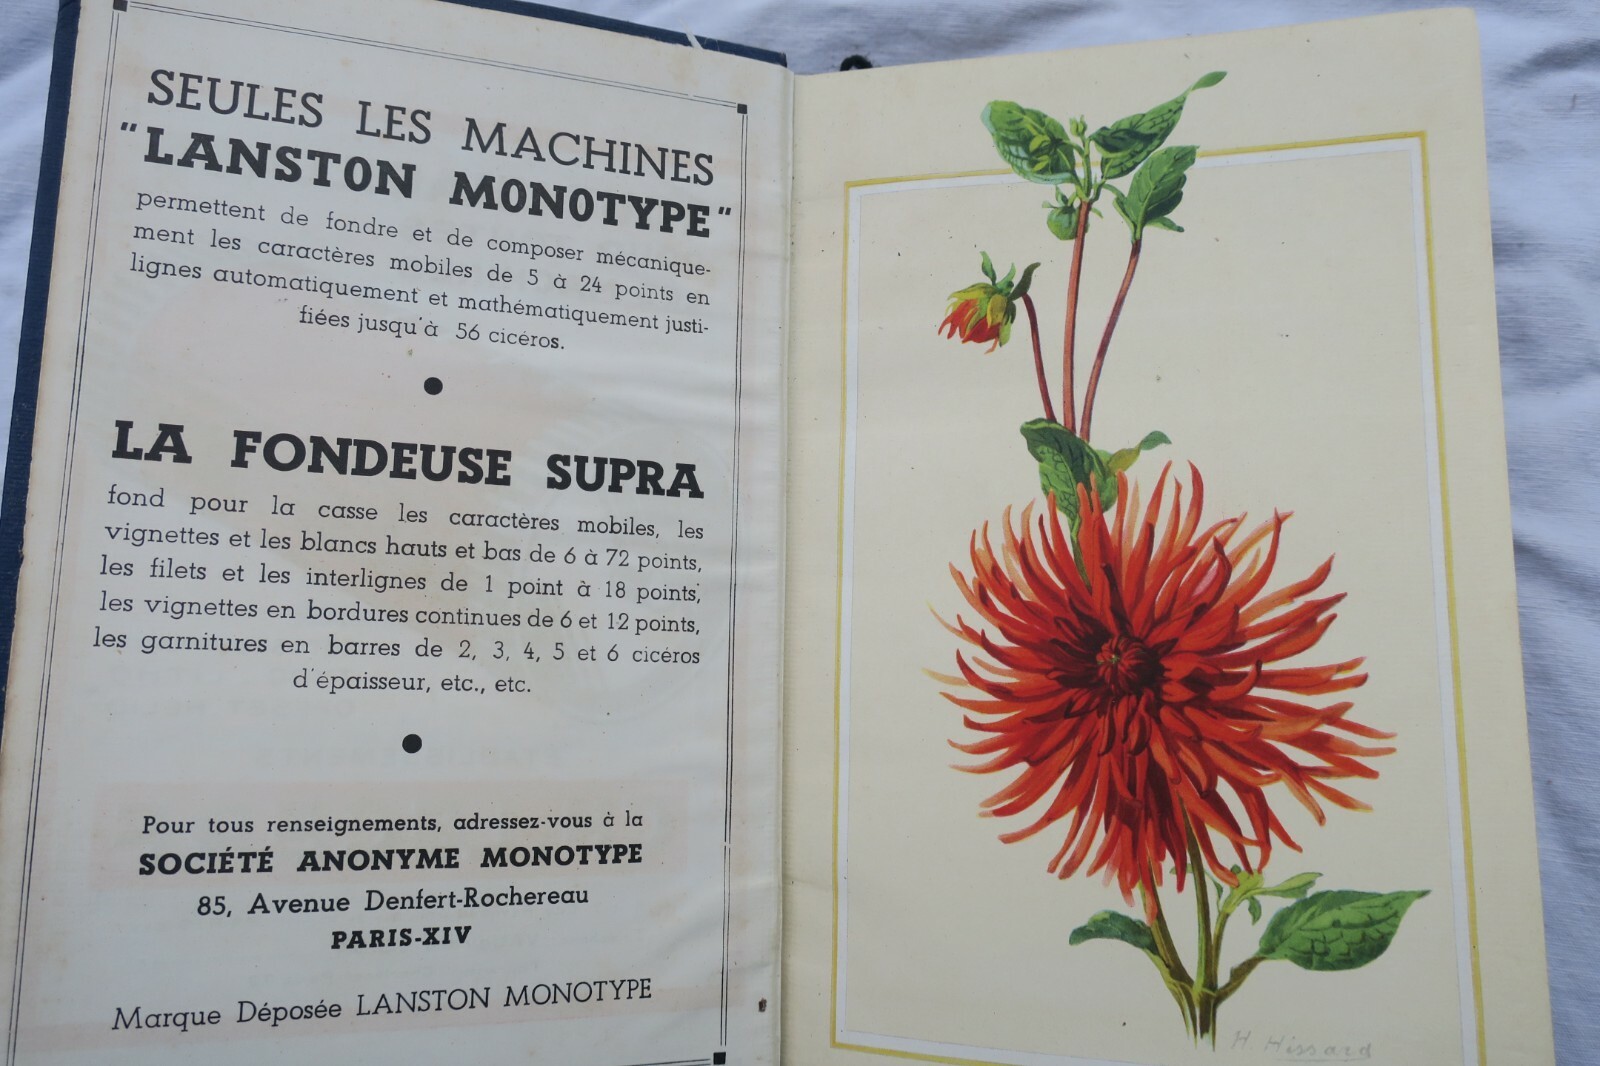 SEULES LES MACHINES
"LANSTON MONOTYPE"
permettent de fondre et de composer mécanique-
ment les caractères mobiles de 5 à 24 points en
lignes automatiquement et mathématiquement justi-
fiées jusqu'à 56 cicéros.
LA FONDEUSE SUPRA
fond pour la casse les caractères mobiles, les
vignettes et les blancs hauts et bas de 6 à 72 points,
les filets et les interlignes de 1 point à 18 points,
les vignettes en bordures continues de 6 et 12 points,
les garnitures en barres de 2, 3, 4, 5 et 6 cicéros
d'épaisseur, etc., etc.
Pour tous renseignements, adressez-vous à la
SOCIÉTÉ ANONYME MONOTYPE
85, Avenue Denfert-Rochereau
PARIS-XIV
Marque Déposée LANSTON MONOTYPE
H. Hissard